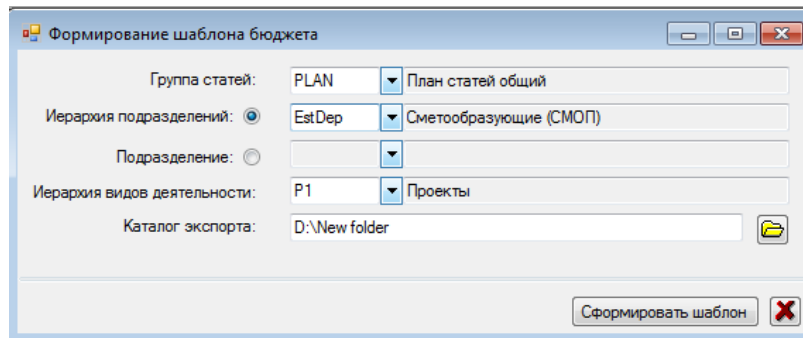 Формирование шаблона бюджета
Группа статей: PLAN План статей общий
Иерархия подразделений: EstDep Сметообразующие (СМОП)
Подразделение:
Иерархия видов деятельности: P1 Проекты
Каталог экспорта: D:\New folder
Сформировать шаблон